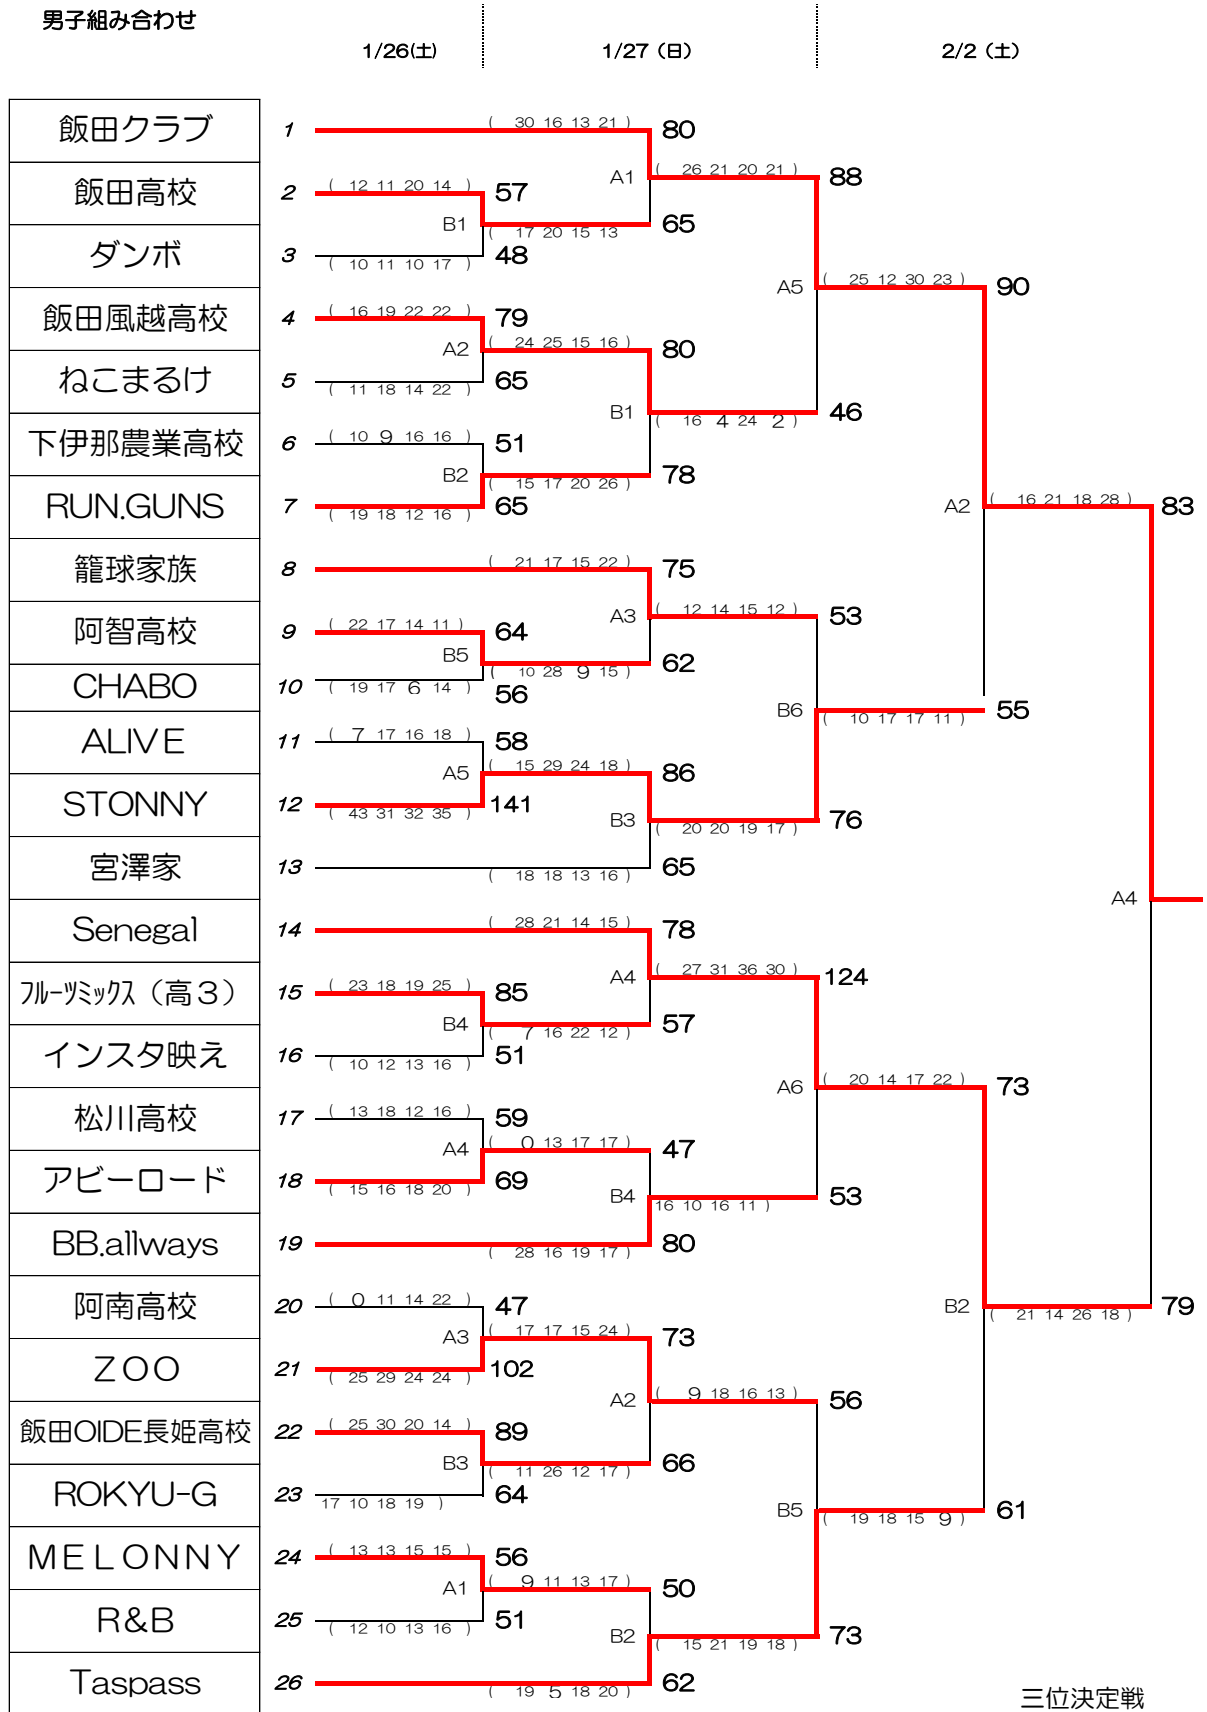 男子組み合わせ
1/26(土) 1/27（日） 2/2（土）
飯田クラブ 1 ( 30 16 13 21 ) 80
A1 ( 26 21 20 21 ) 88
飯田高校 2 ( 12 11 20 14 ) 57
B1 ( 17 20 15 13 65
ダンボ 3 ( 10 11 10 17 ) 48
A5 ( 25 12 30 23 ) 90
飯田風越高校 4 ( 16 19 22 22 ) 79
A2 ( 24 25 15 16 ) 80
ねこまるけ 5 ( 11 18 14 22 ) 65
B1 ( 16 4 24 2 ) 46
下伊那農業高校 6 ( 10 9 16 16 ) 51
B2 ( 15 17 20 26 ) 78
RUN.GUNS 7 ( 19 18 12 16 ) 65
A2 ( 16 21 18 28 ) 83
籠球家族 8 ( 21 17 15 22 ) 75
A3 ( 12 14 15 12 ) 53
阿智高校 9 ( 22 17 14 11 ) 64
B5 ( 10 28 9 15 ) 62
CHABO 10 ( 19 17 6 14 ) 56
B6 ( 10 17 17 11 ) 55
ALIVE 11 ( 7 17 16 18 ) 58
A5 ( 15 29 24 18 ) 86
STONNY 12 ( 43 31 32 35 ) 141
B3 ( 20 20 19 17 ) 76
宮澤家 13 ( 18 18 13 16 ) 65
A4
Senegal 14 ( 28 21 14 15 ) 78
A4 ( 27 31 36 30 ) 124
フルーツミックス（高３） 15 ( 23 18 19 25 ) 85
B4 ( 7 16 22 12 ) 57
インスタ映え 16 ( 10 12 13 16 ) 51
A6 ( 20 14 17 22 ) 73
松川高校 17 ( 13 18 12 16 ) 59
A4 ( 0 13 17 17 ) 47
アビーロード 18 ( 15 16 18 20 ) 69
B4 16 10 16 11 ) 53
BB.allways 19 ( 28 16 19 17 ) 80
阿南高校 20 ( 0 11 14 22 ) 47
B2 ( 21 14 26 18 ) 79
A3 ( 17 17 15 24 ) 73
ZOO 21 ( 25 29 24 24 ) 102
A2 ( 9 18 16 13 ) 56
飯田OIDE長姫高校 22 ( 25 30 20 14 ) 89
B3 ( 11 26 12 17 ) 66
ROKYU-G 23 17 10 18 19 ) 64
B5 ( 19 18 15 9 ) 61
MELONNY 24 ( 13 13 15 15 ) 56
A1 ( 9 11 13 17 ) 50
R&B 25 ( 12 10 13 16 ) 51
B2 ( 15 21 19 18 ) 73
Taspass 26 ( 19 5 18 20 ) 62
三位決定戦